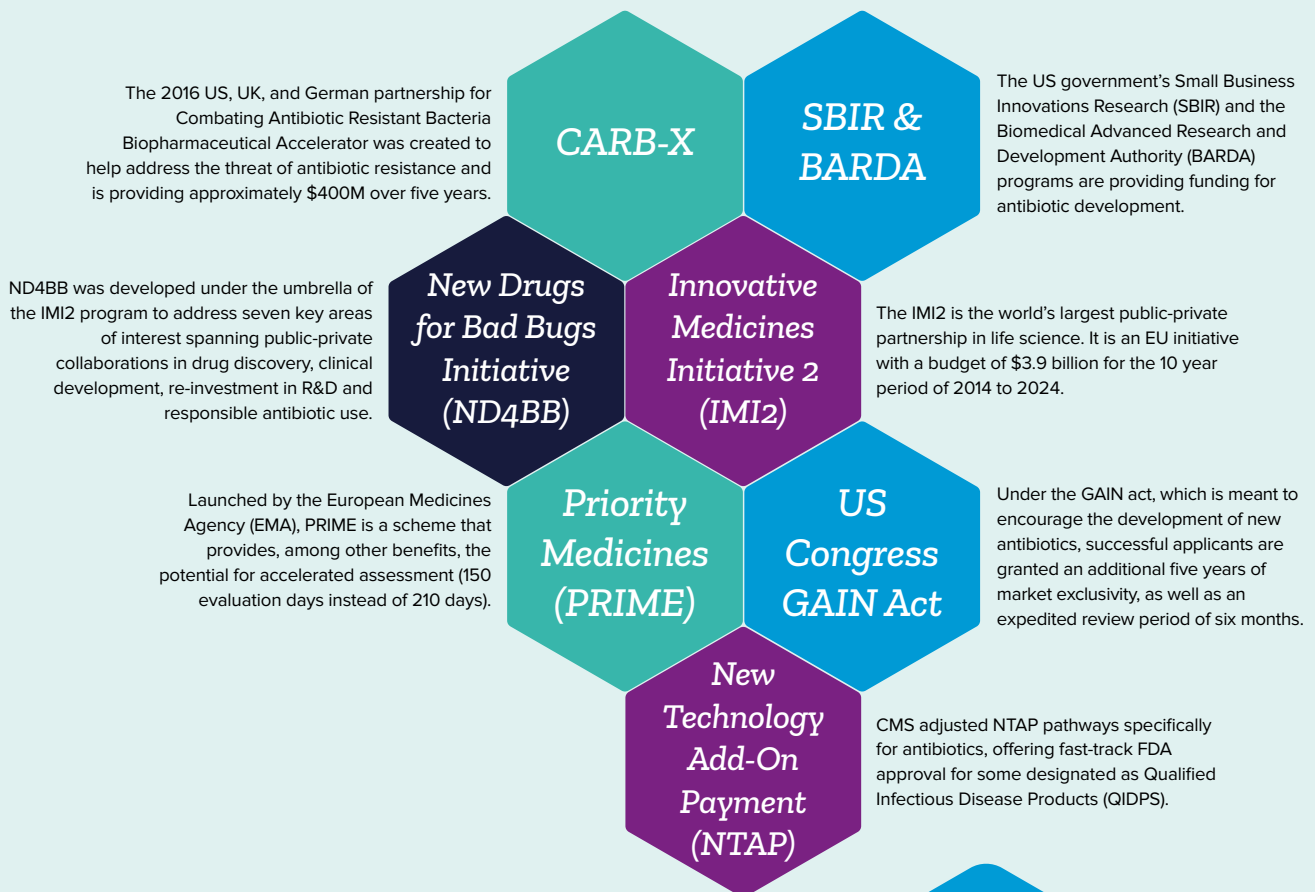 The 2016 US, UK, and German partnership for
Combating Antibiotic Resistant Bacteria
Biopharmaceutical Accelerator was created to
help address the threat of antibiotic resistance and
is providing approximately $400M over five years.
CARB-X
SBIR &
BARDA
The US government’s Small Business
Innovations Research (SBIR) and the
Biomedical Advanced Research and
Development Authority (BARDA)
programs are providing funding for
antibiotic development.
ND4BB was developed under the umbrella of
the IMI2 program to address seven key areas
of interest spanning public-private
collaborations in drug discovery, clinical
development, re-investment in R&D and
responsible antibiotic use.
New Drugs
for Bad Bugs
Initiative
(ND4BB)
Innovative
Medicines
Initiative 2
(IMI2)
The IMI2 is the world’s largest public-private
partnership in life science. It is an EU initiative
with a budget of $3.9 billion for the 10 year
period of 2014 to 2024.
Launched by the European Medicines
Agency (EMA), PRIME is a scheme that
provides, among other benefits, the
potential for accelerated assessment (150
evaluation days instead of 210 days).
Priority
Medicines
(PRIME)
US
Congress
GAIN Act
Under the GAIN act, which is meant to
encourage the development of new
antibiotics, successful applicants are
granted an additional five years of
market exclusivity, as well as an
expedited review period of six months.
New
Technology
Add-On
Payment
(NTAP)
CMS adjusted NTAP pathways specifically
for antibiotics, offering fast-track FDA
approval for some designated as Qualified
Infectious Disease Products (QIDPS).